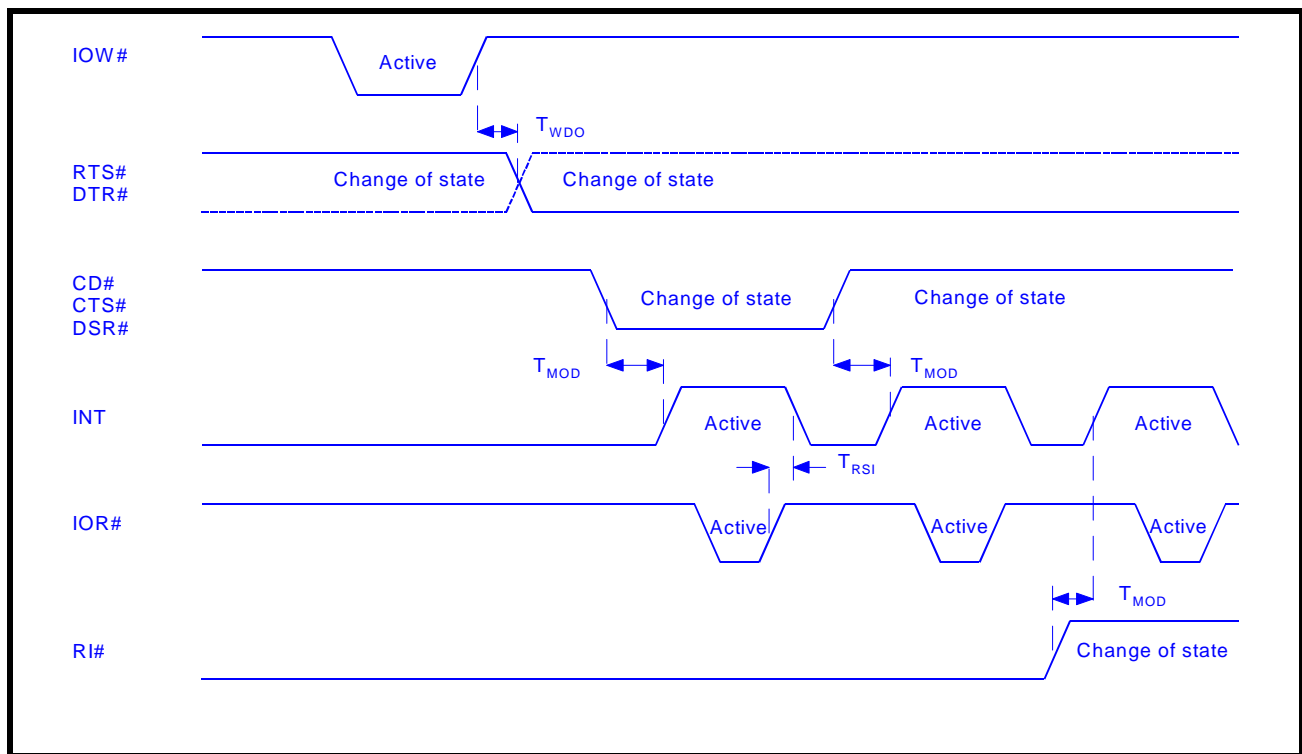 IOW#
Active
TWDO
RTS#
DTR#
Change of state
Change of state
CD#
CTS#
DSR#
Change of state
Change of state
TMOD
TMOD
INT
Active
Active
Active
TRSI
IOR#
Active
Active
Active
TMOD
RI#
Change of state